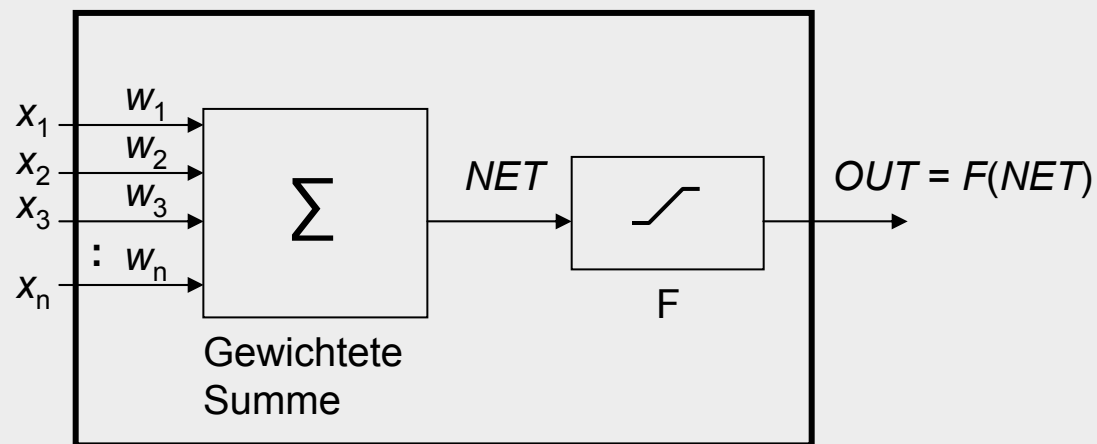 x₁ w₁
x₂ w₂
x₃ w₃
: wₙ
xₙ
Σ
NET
OUT = F(NET)
F
Gewichtete
Summe